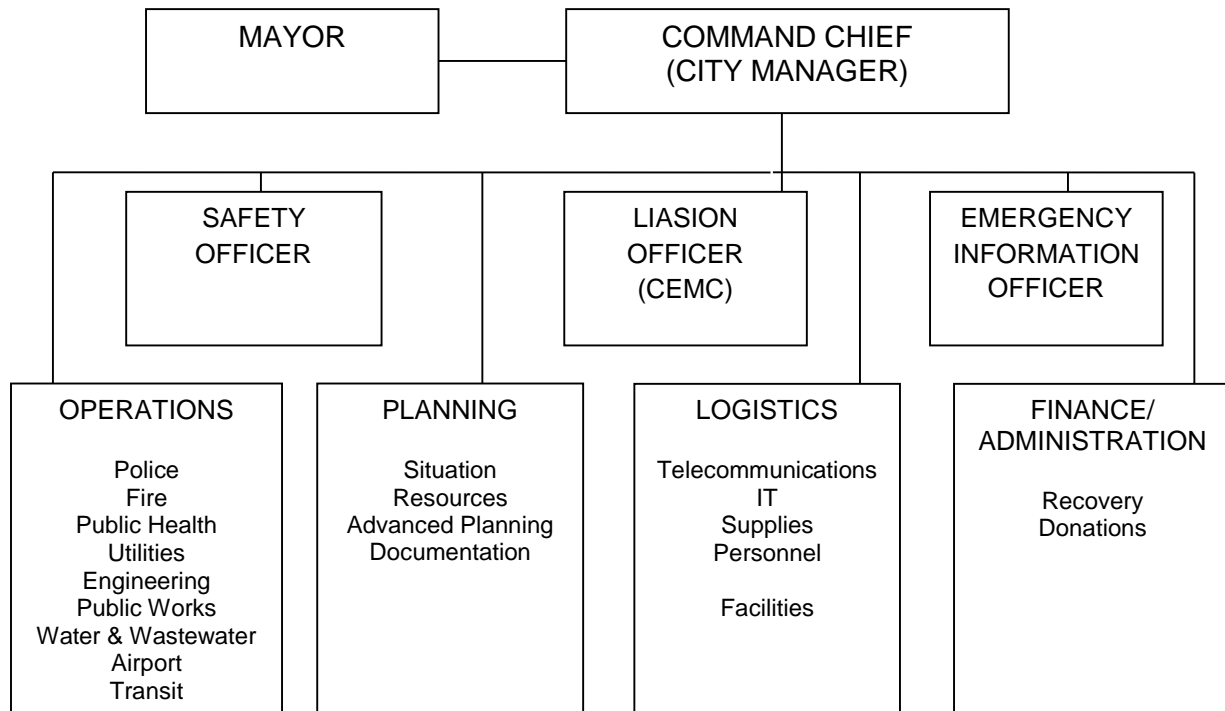 MAYOR
COMMAND CHIEF
(CITY MANAGER)
SAFETY
OFFICER
LIASION
OFFICER
(CEMC)
EMERGENCY
INFORMATION
OFFICER
OPERATIONS
Police
Fire
Public Health
Utilities
Engineering
Public Works
Water & Wastewater
Airport
Transit
PLANNING
Situation
Resources
Advanced Planning
Documentation
LOGISTICS
Telecommunications
IT
Supplies
Personnel
Facilities
FINANCE/
ADMINISTRATION
Recovery
Donations